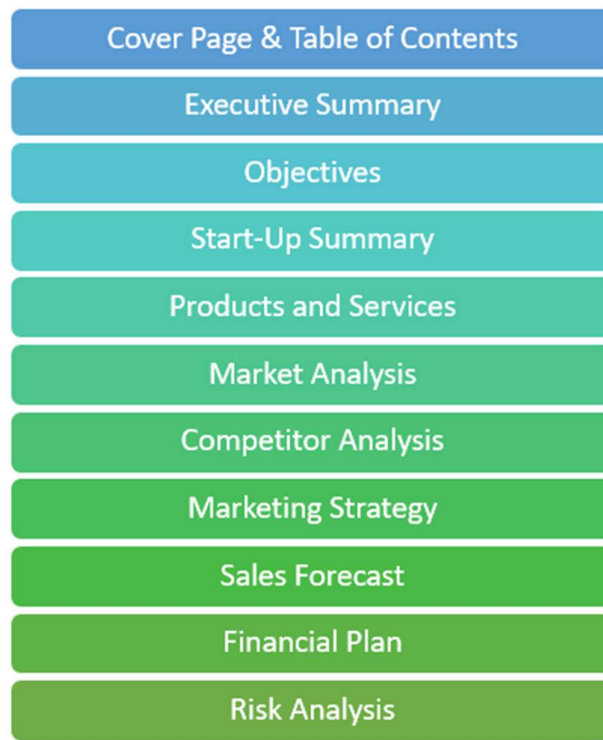 Cover Page & Table of Contents
Executive Summary
Objectives
Start-Up Summary
Products and Services
Market Analysis
Competitor Analysis
Marketing Strategy
Sales Forecast
Financial Plan
Risk Analysis